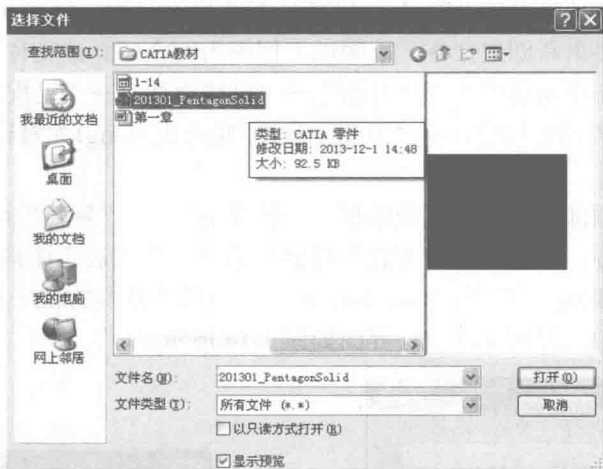 选择文件
查找范围(I):
CATIA教材
1-14
201301_PentagonSolid
第一章
类型: CATIA 零件
修改日期: 2013-12-1 14:48
大小: 92.5 KB
我最近的文档
桌面
我的文档
我的电脑
网上邻居
文件名(N):
201301_PentagonSolid
打开(O)
文件类型(T):
所有文件 (*.*)
取消
以只读方式打开(R)
显示预览